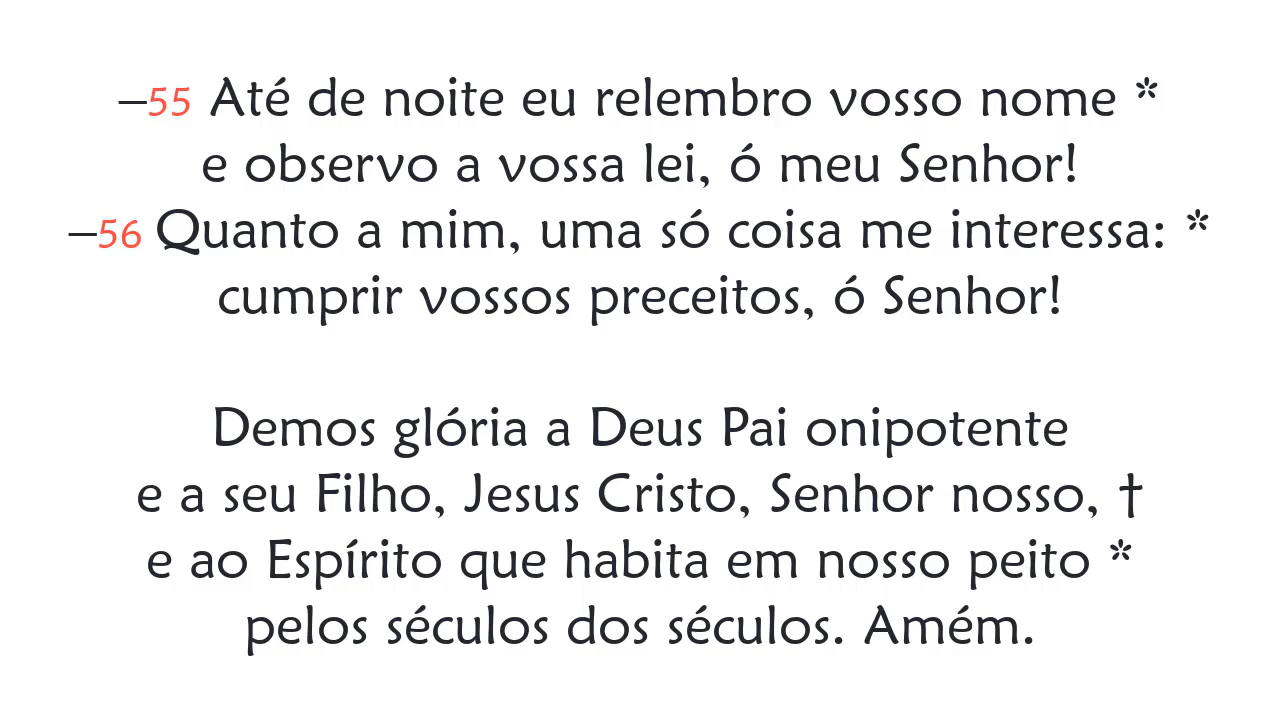 –55 Até de noite eu relembro vosso nome *
e observo a vossa lei, ó meu Senhor!
–56 Quanto a mim, uma só coisa me interessa: *
cumprir vossos preceitos, ó Senhor!
Demos glória a Deus Pai onipotente
e a seu Filho, Jesus Cristo, Senhor nosso, †
e ao Espírito que habita em nosso peito *
pelos séculos dos séculos. Amém.